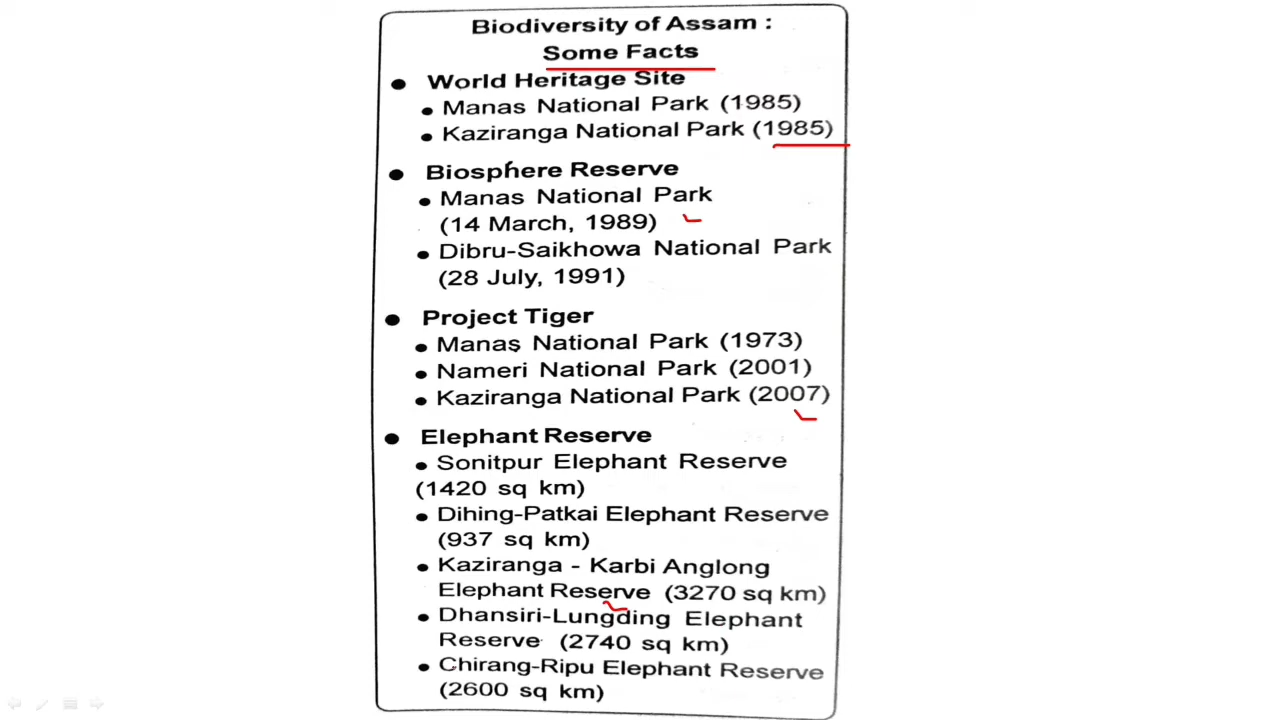 Biodiversity of Assam :
Some Facts
● World Heritage Site
● Manas National Park (1985)
● Kaziranga National Park (1985)
● Biosphere Reserve
● Manas National Park
(14 March, 1989)
● Dibru-Saikhowa National Park
(28 July, 1991)
● Project Tiger
● Manas National Park (1973)
● Nameri National Park (2001)
● Kaziranga National Park (2007)
● Elephant Reserve
● Sonitpur Elephant Reserve
(1420 sq km)
● Dihing-Patkai Elephant Reserve
(937 sq km)
● Kaziranga - Karbi Anglong
Elephant Reserve (3270 sq km)
● Dhansiri-Lungding Elephant
Reserve (2740 sq km)
● Chirang-Ripu Elephant Reserve
(2600 sq km)